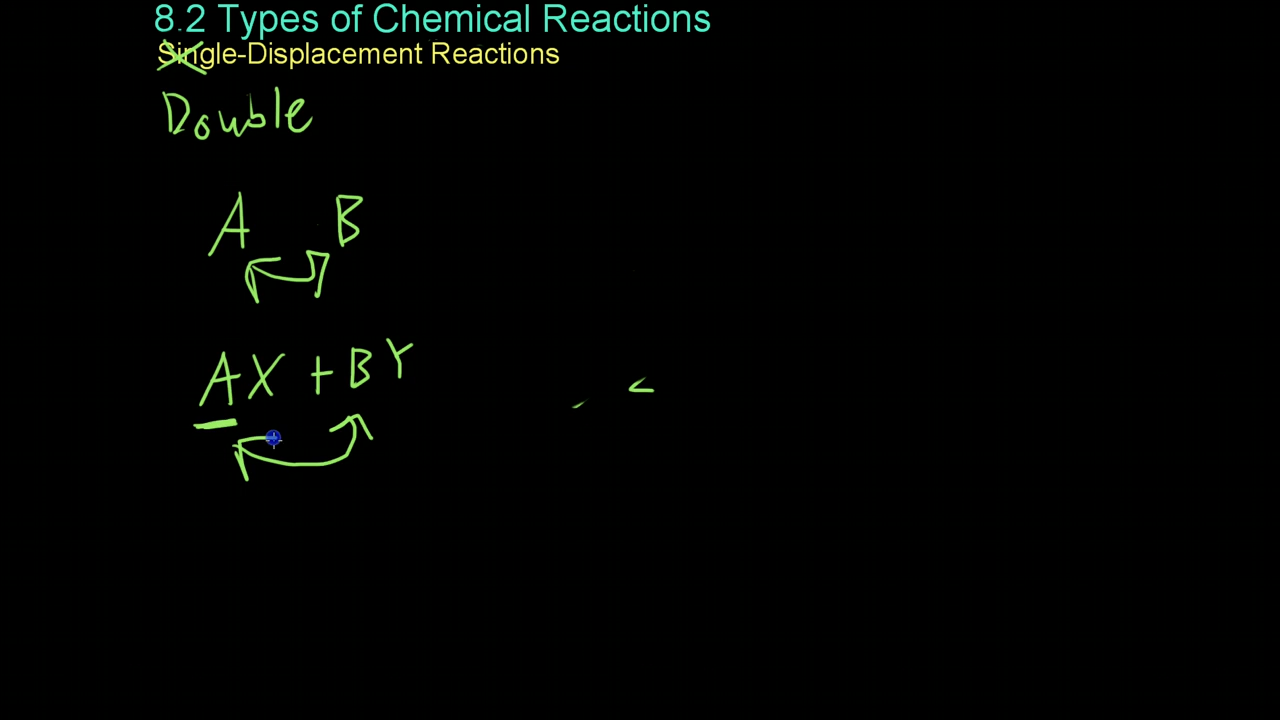 8.2 Types of Chemical Reactions
Single-Displacement Reactions
Double
A B
AX + BY